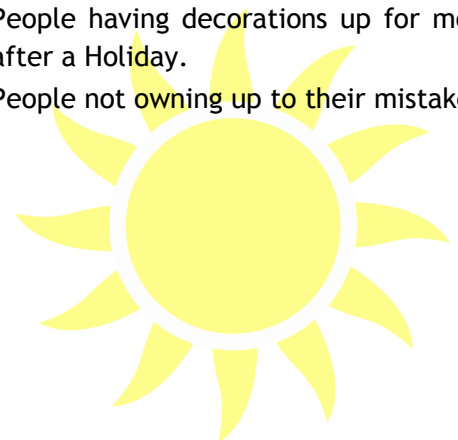 People having decorations up for
after a Holiday.
People not owning up to their